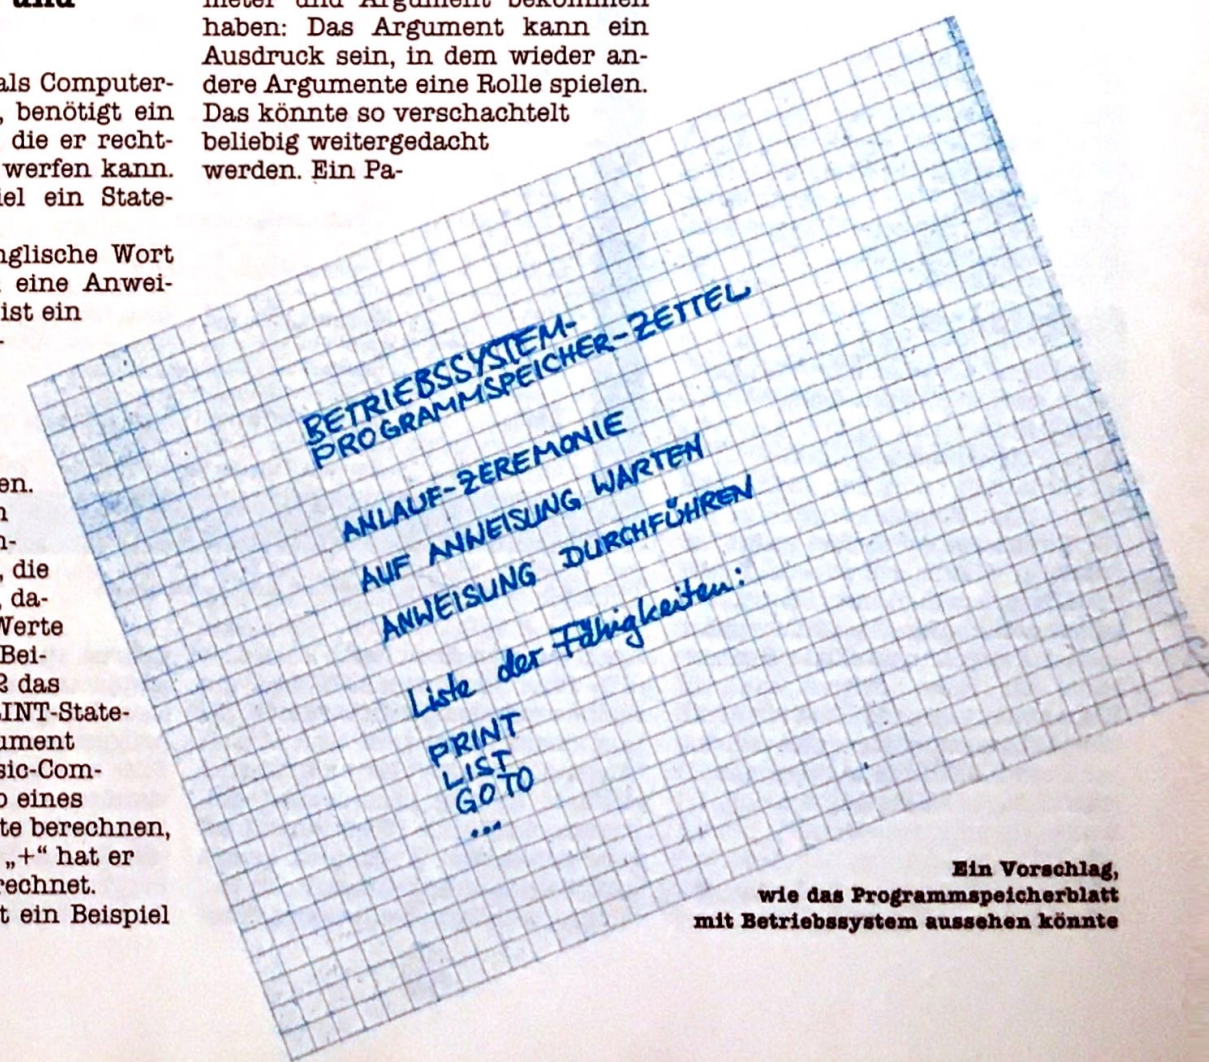 und
als Computer-
, benötigt ein
die er recht-
werfen kann.
iel ein State-
nglische Wort
eine Anwei-
ist ein
-
en.
n
n-
, die
, da-
Werte
Bei-
2 das
INT-State-
ument
sic-Com-
o eines
te berechnen,
„+“ hat er
rechnet.
t ein Beispiel
meter und Argument bekommen
haben: Das Argument kann ein
Ausdruck sein, in dem wieder an-
dere Argumente eine Rolle spielen.
Das könnte so verschachtelt
beliebig weitergedacht
werden. Ein Pa-
BETRIEBSSYSTEM-
PROGRAMMSPEICHER-ZETTEL
ANLAUF-ZEREMONIE
AUF ANWEISUNG WARTEN
ANWEISUNG DURCHFÜHREN
Liste der Fähigkeiten:
PRINT
LIST
GOTO
...
Ein Vorschlag,
wie das Programmspeicherblatt
mit Betriebssystem aussehen könnte